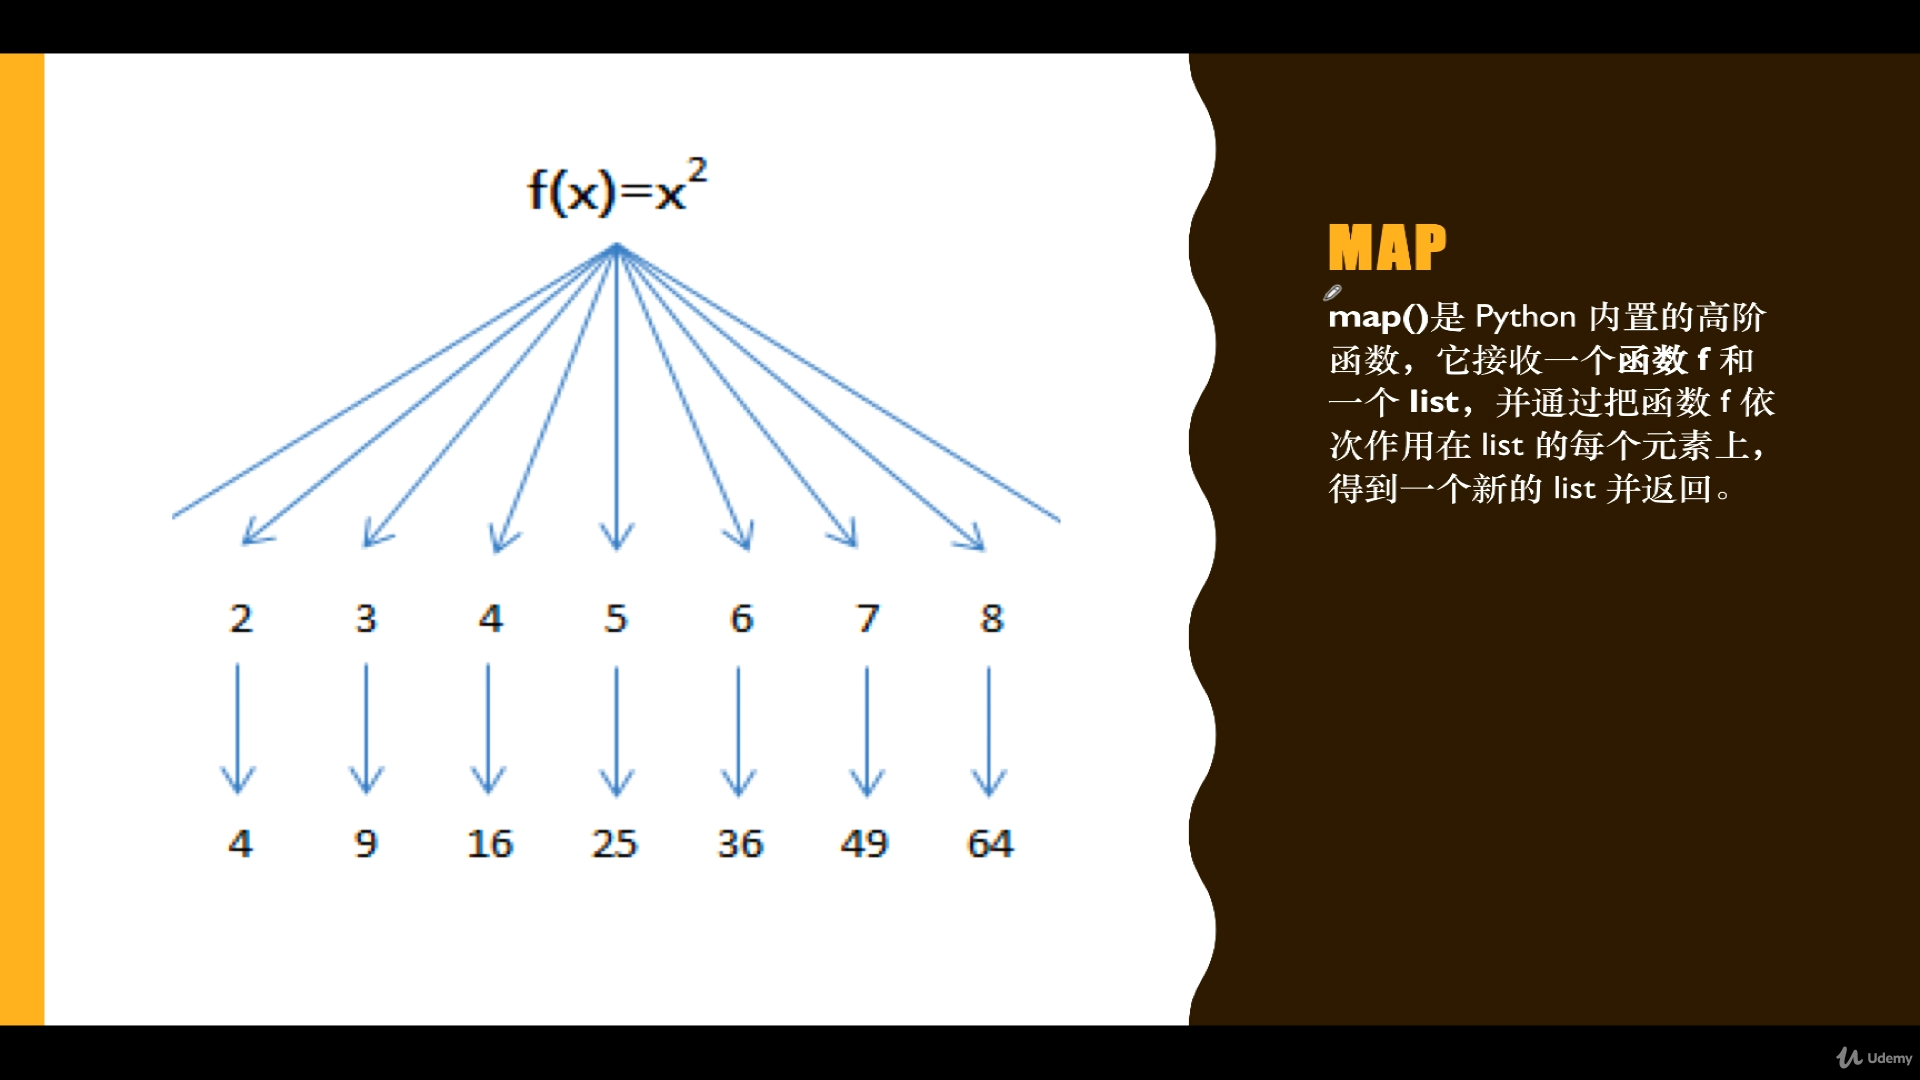 f(x)=x²
2 3 4 5 6 7 8
4 9 16 25 36 49 64
MAP
map()是 Python 内置的高阶
函数，它接收一个函数 f 和
一个 list，并通过把函数 f 依
次作用在 list 的每个元素上，
得到一个新的 list 并返回。
Udemy